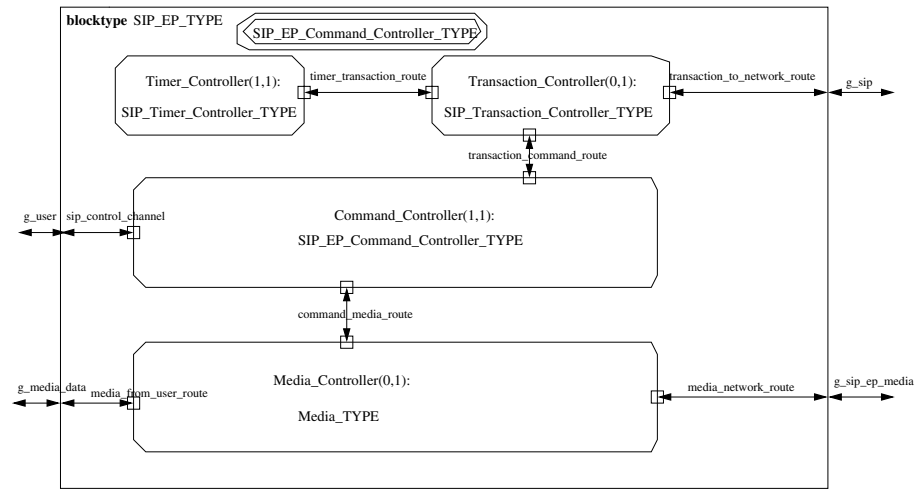 blocktype SIP_EP_TYPE
SIP_EP_Command_Controller_TYPE
Timer_Controller(1,1):
SIP_Timer_Controller_TYPE
timer_transaction_route
Transaction_Controller(0,1):
SIP_Transaction_Controller_TYPE
transaction_to_network_route
g_sip
transaction_command_route
g_user
sip_control_channel
Command_Controller(1,1):
SIP_EP_Command_Controller_TYPE
command_media_route
g_media_data
media_from_user_route
Media_Controller(0,1):
Media_TYPE
media_network_route
g_sip_ep_media